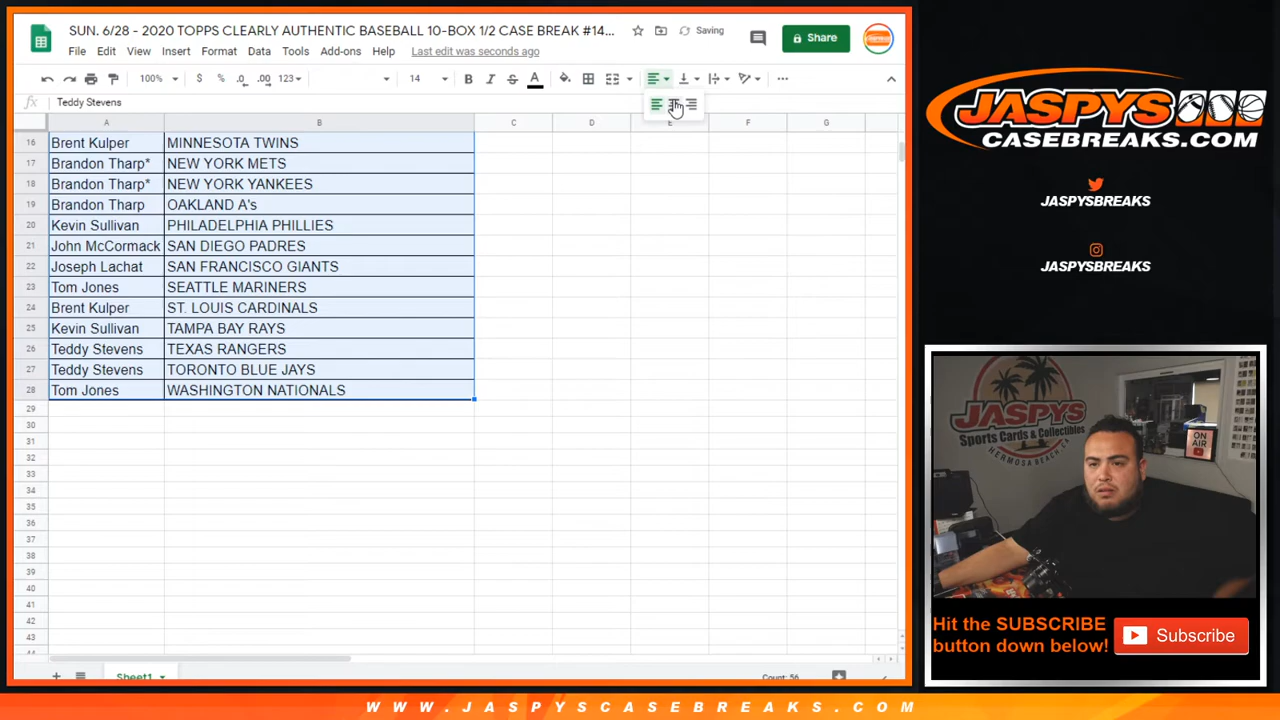 SUN. 6/28 - 2020 TOPPS CLEARLY AUTHENTIC BASEBALL 10-BOX 1/2 CASE BREAK #14...
Saving
Share
File Edit View Insert Format Data Tools Add-ons Help Last edit was seconds ago
100% $ % .0 .00 123 14 B I S A
fx Teddy Stevens
A B C D E F G
16 Brent Kulper MINNESOTA TWINS
17 Brandon Tharp* NEW YORK METS
18 Brandon Tharp* NEW YORK YANKEES
19 Brandon Tharp OAKLAND A's
20 Kevin Sullivan PHILADELPHIA PHILLIES
21 John McCormack SAN DIEGO PADRES
22 Joseph Lachat SAN FRANCISCO GIANTS
23 Tom Jones SEATTLE MARINERS
24 Brent Kulper ST. LOUIS CARDINALS
25 Kevin Sullivan TAMPA BAY RAYS
26 Teddy Stevens TEXAS RANGERS
27 Teddy Stevens TORONTO BLUE JAYS
28 Tom Jones WASHINGTON NATIONALS
29
30
31
32
33
34
35
36
37
38
39
40
41
42
43
Sheet1
Count: 56
JASPYS
CASEBREAKS.COM
JASPYSBREAKS
JASPYSBREAKS
JASPYS
Sports Cards & Collectibles
HERMOSA BEACH, CA
ON AIR
Hit the SUBSCRIBE
button down below!
Subscribe
WWW.JASPYSCASEBREAKS.COM